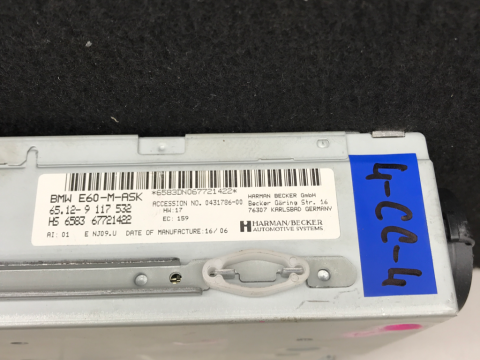 *6583DN067721422*
BMW E60-M-ASK
65.12-9 117 532
HS 6583 67721422
AI: 01 E NJ09.U DATE OF MANUFACTURE: 16/06
ACCESSION NO. 0431786-00
HW: 17
EC: 159
HARMAN BECKER GmbH
Becker Göring Str. 16
76307 KARLSBAD GERMANY
HARMAN/BECKER
AUTOMOTIVE SYSTEMS
4-CC-4